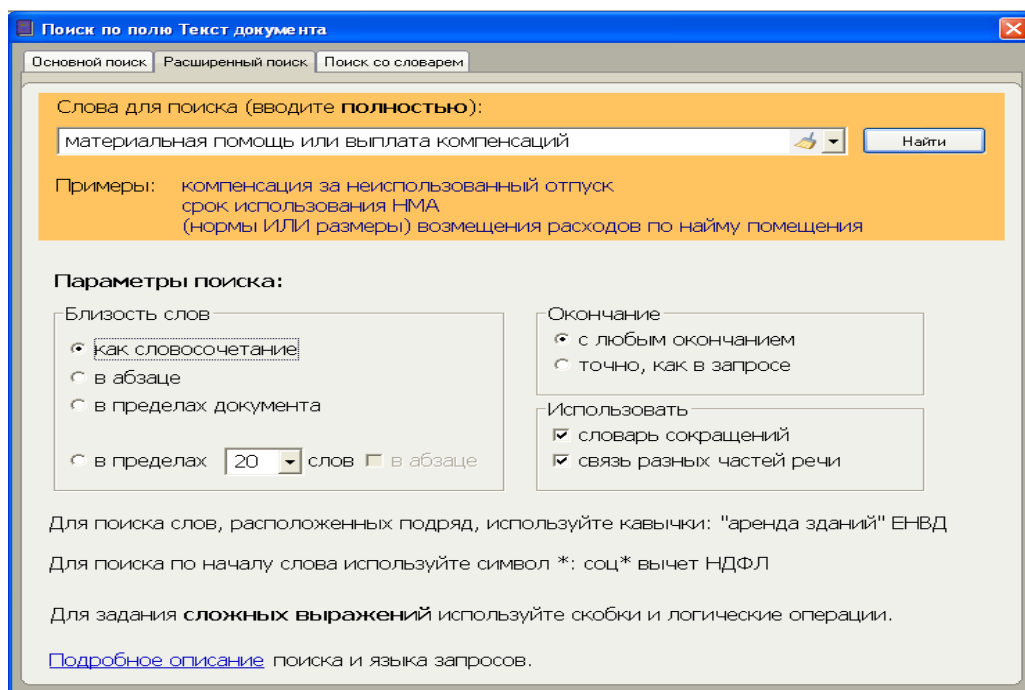 Поиск по полю Текст документа
Основной поиск Расширенный поиск Поиск со словарем
Слова для поиска (вводите полностью):
материальная помощь или выплата компенсаций Найти
Примеры: компенсация за неиспользованный отпуск
срок использования НМА
(нормы ИЛИ размеры) возмещения расходов по найму помещения
Параметры поиска:
Близость слов
как словосочетание
в абзаце
в пределах документа
в пределах 20 слов в абзаце
Окончание
с любым окончанием
точно, как в запросе
Использовать
словарь сокращений
связь разных частей речи
Для поиска слов, расположенных подряд, используйте кавычки: "аренда зданий" ЕНВД
Для поиска по началу слова используйте символ *: соц* вычет НДФЛ
Для задания сложных выражений используйте скобки и логические операции.
Подробное описание поиска и языка запросов.